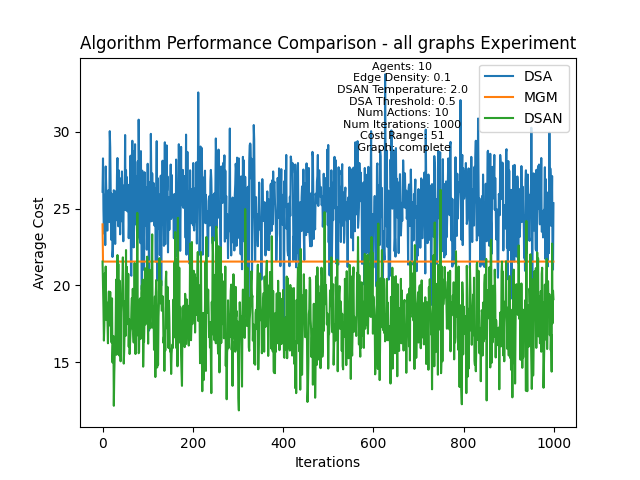 Algorithm Performance Comparison - all graphs Experiment
Agents: 10
Edge Density: 0.1
DSAN Temperature: 2.0
DSA Threshold: 0.5
Num Actions: 10
Num Iterations: 1000
Cost Range: 51
Graph: complete
DSA
MGM
DSAN
Average Cost
30
25
20
15
0
200
400
600
800
1000
Iterations